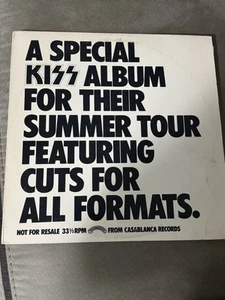 A SPECIAL
KISS ALBUM
FOR THEIR
SUMMER TOUR
FEATURING
CUTS FOR
ALL FORMATS.
NOT FOR RESALE 33⅓RPM FROM CASABLANCA RECORDS